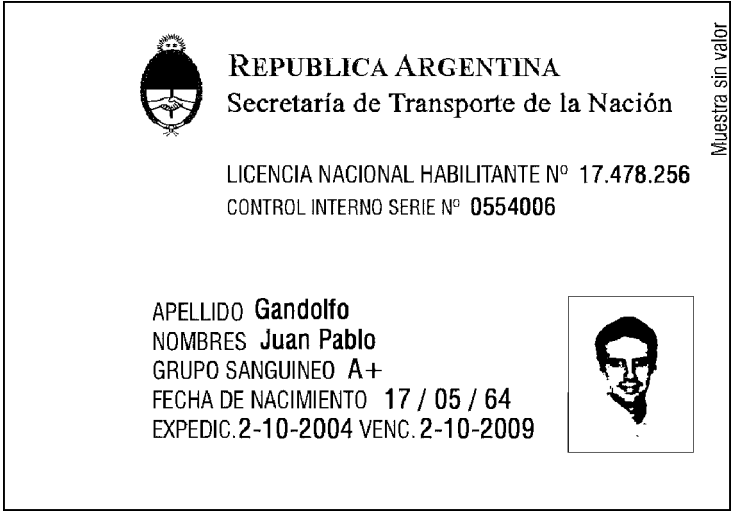 REPUBLICA ARGENTINA
Secretaría de Transporte de la Nación
Muestra sin valor
LICENCIA NACIONAL HABILITANTE Nº 17.478.256
CONTROL INTERNO SERIE Nº 0554006
APELLIDO Gandolfo
NOMBRES Juan Pablo
GRUPO SANGUINEO A+
FECHA DE NACIMIENTO 17 / 05 / 64
EXPEDIC. 2-10-2004 VENC. 2-10-2009